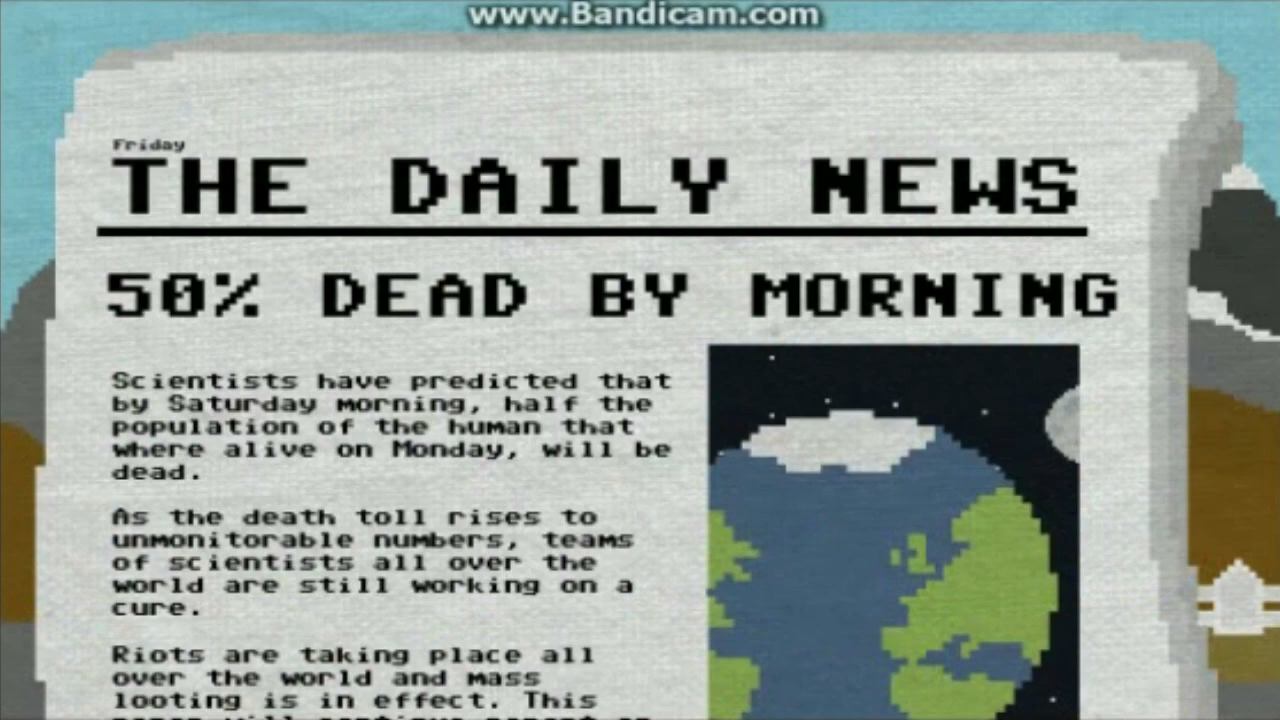 www.Bandicam.com
Friday
THE DAILY NEWS
50% DEAD BY MORNING
Scientists have predicted that
by Saturday morning, half the
population of the human that
where alive on Monday, will be
dead.
As the death toll rises to
unmonitorable numbers, teams
of scientists all over the
world are still working on a
cure.
Riots are taking place all
over the world and mass
looting is in effect. This